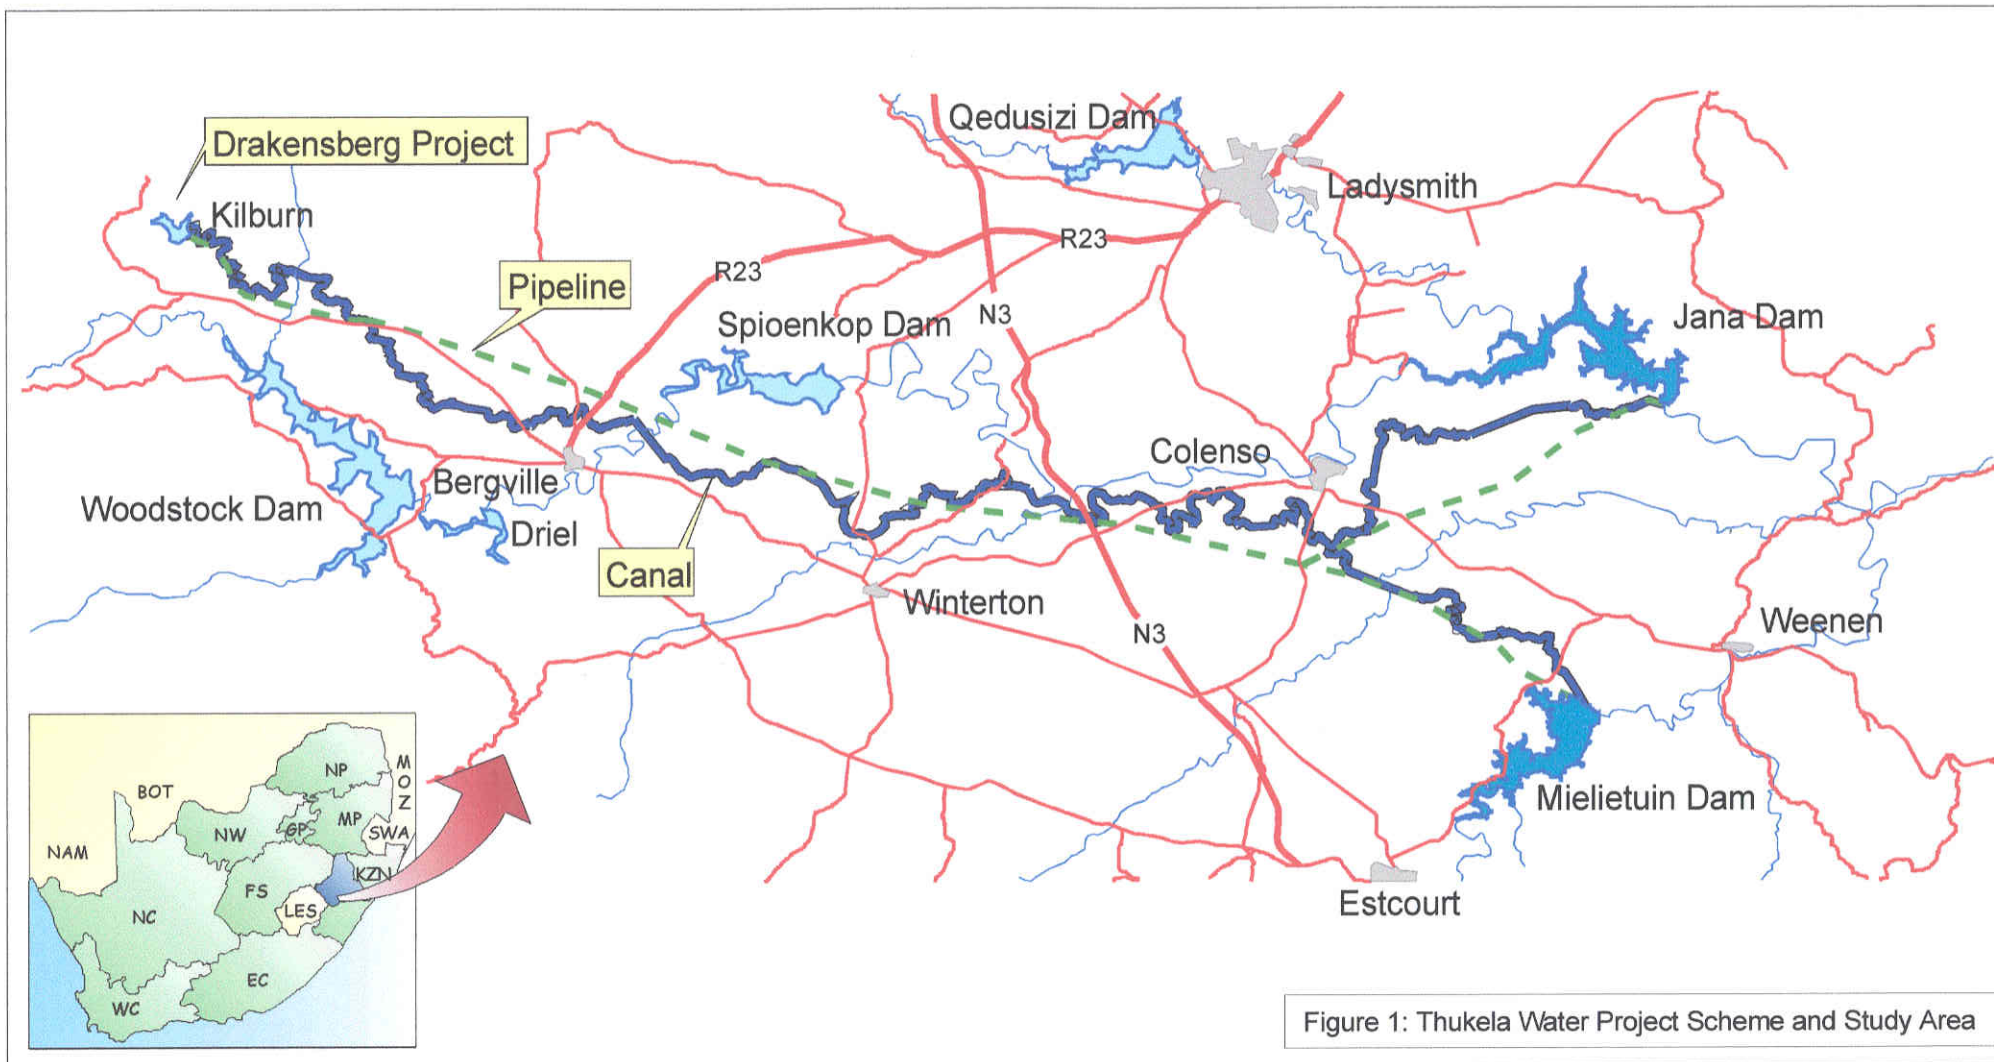 Qedusizi Dam
Drakensberg Project
Ladysmith
Kilburn
R23
R23
Pipeline
N3
Spioenkop Dam
Jana Dam
Colenso
Bergville
Woodstock Dam
Driel
Canal
Winterton
N3
Weenen
Mielietuin Dam
Estcourt
NP
MOZ
BOT
NW
GP
MP
SWA
NAM
KZN
FS
LES
NC
EC
WC
Figure 1: Thukela Water Project Scheme and Study Area